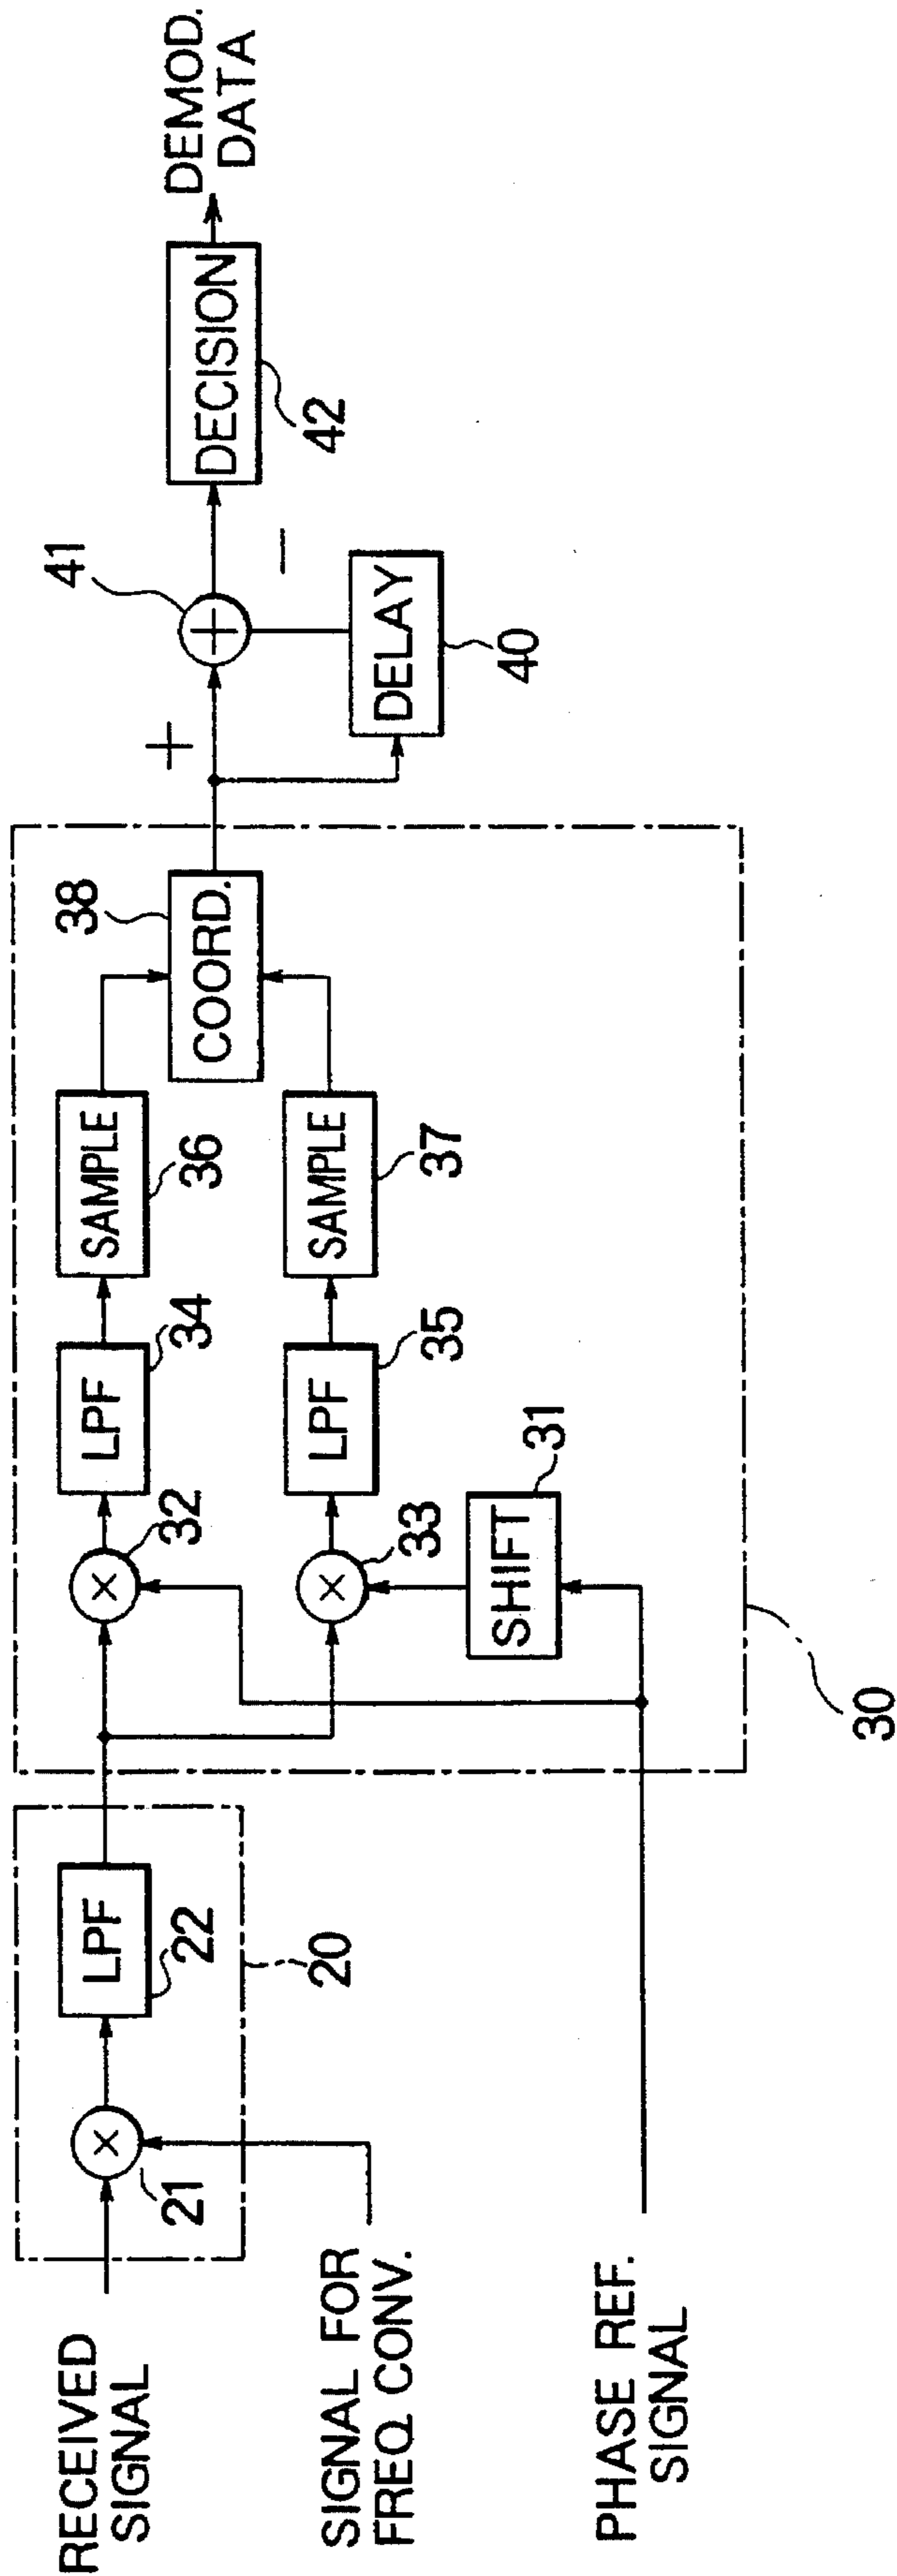 RECEIVED
SIGNAL
SIGNAL FOR
FREQ. CONV.
PHASE REF.
SIGNAL
×
21
LPF
22
20
×
32
LPF
34
SAMPLE
36
×
33
LPF
35
SAMPLE
37
SHIFT
31
COORD.
38
30
+
+
41
−
DELAY
40
DECISION
42
DEMOD.
DATA